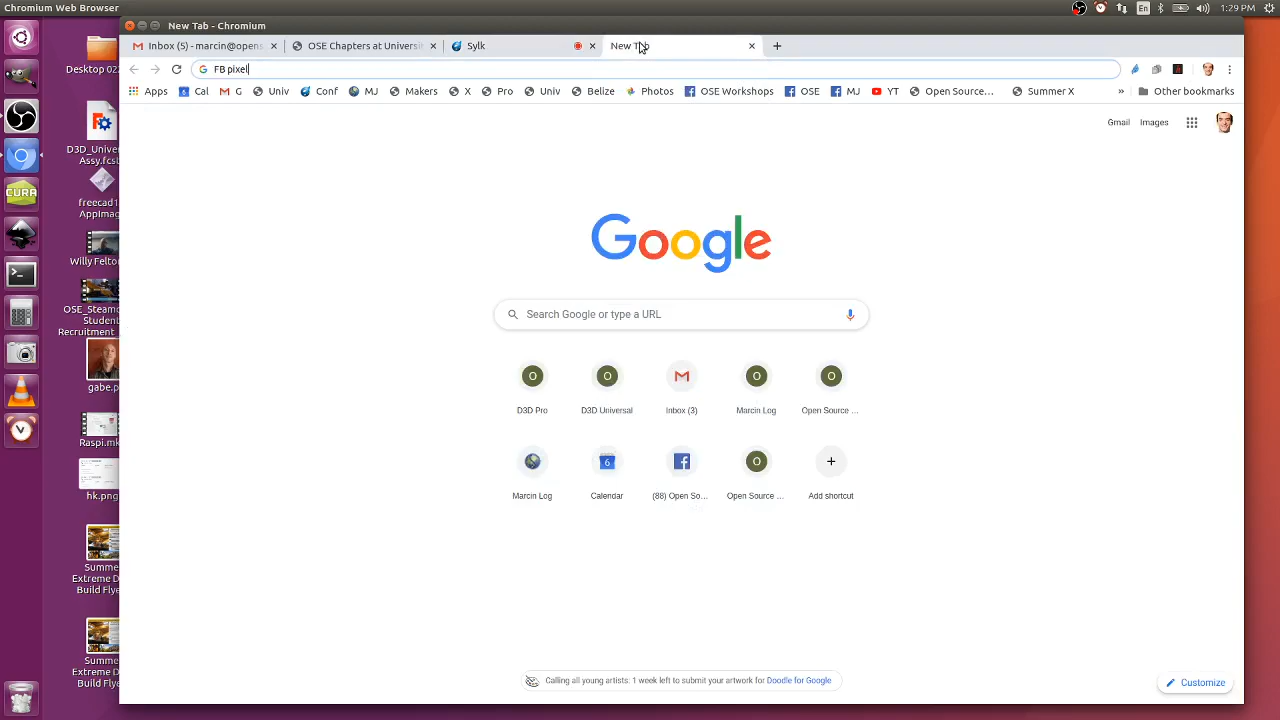 Chromium Web Browser
En
1:29 PM
New Tab - Chromium
Inbox (5) - marcin@opens
OSE Chapters at Universit
Sylk
New Tab
FB pixel
Apps
Cal
G
Univ
Conf
MJ
Makers
X
Pro
Univ
Belize
Photos
OSE Workshops
OSE
MJ
YT
Open Source…
Summer X
»
Other bookmarks
Gmail
Images
Google
Search Google or type a URL
D3D Pro
D3D Universal
Inbox (3)
Marcin Log
Open Source ...
Marcin Log
Calendar
(88) Open So...
Open Source ...
Add shortcut
Calling all young artists: 1 week left to submit your artwork for Doodle for Google
Customize
Desktop 02
D3D_Univer
Assy.fcst
freecad1
AppImag
Willy Felton
OSE_Steamc
Student
Recruitment
gabe.p
Raspi.mk
hk.png
Summe
Extreme D
Build Flye
Summe
Extreme D
Build Flye
CURA